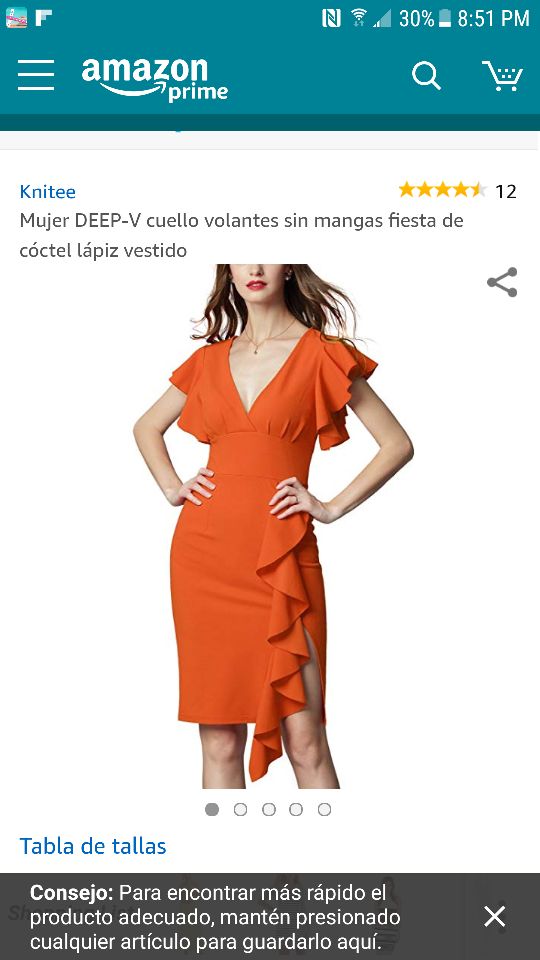 30% 8:51 PM
amazon
prime
Knitee
12
Mujer DEEP-V cuello volantes sin mangas fiesta de
cóctel lápiz vestido
Tabla de tallas
Consejo: Para encontrar más rápido el
producto adecuado, mantén presionado
cualquier artículo para guardarlo aquí.